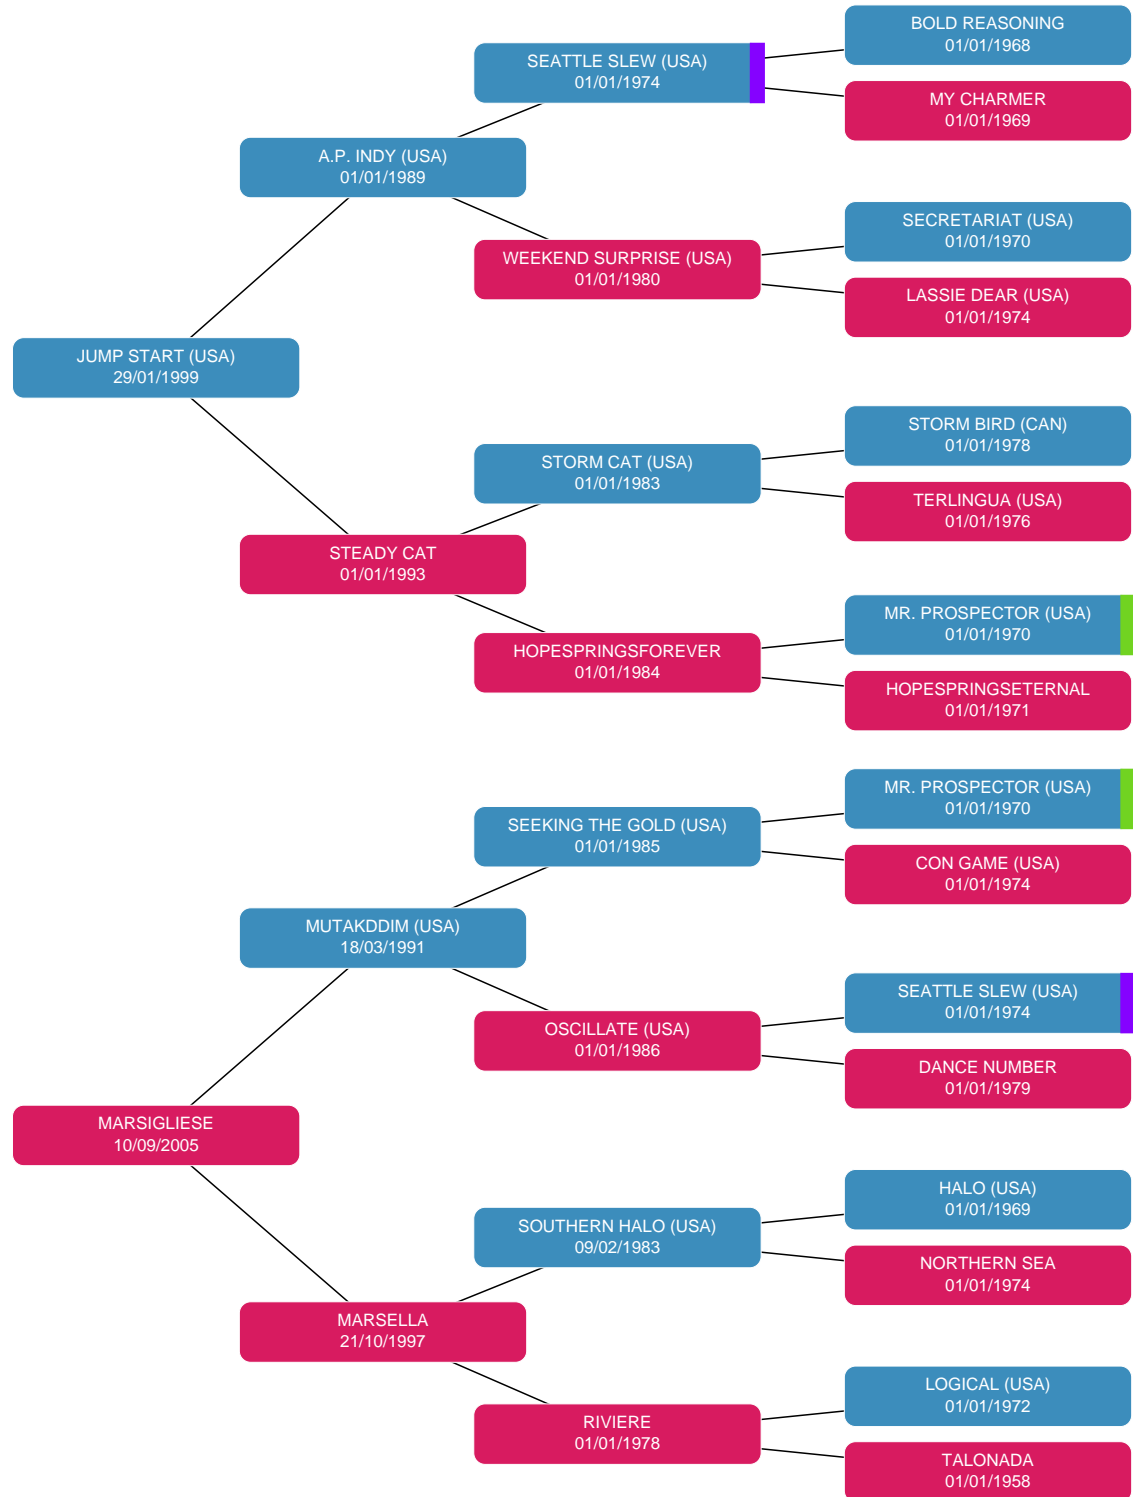 BOLD REASONING
01/01/1968
SEATTLE SLEW (USA)
01/01/1974
MY CHARMER
01/01/1969
A.P. INDY (USA)
01/01/1989
SECRETARIAT (USA)
01/01/1970
WEEKEND SURPRISE (USA)
01/01/1980
LASSIE DEAR (USA)
01/01/1974
JUMP START (USA)
29/01/1999
STORM BIRD (CAN)
01/01/1978
STORM CAT (USA)
01/01/1983
TERLINGUA (USA)
01/01/1976
STEADY CAT
01/01/1993
MR. PROSPECTOR (USA)
01/01/1970
HOPESPRINGSFOREVER
01/01/1984
HOPESPRINGSETERNAL
01/01/1971
MR. PROSPECTOR (USA)
01/01/1970
SEEKING THE GOLD (USA)
01/01/1985
CON GAME (USA)
01/01/1974
MUTAKDDIM (USA)
18/03/1991
SEATTLE SLEW (USA)
01/01/1974
OSCILLATE (USA)
01/01/1986
DANCE NUMBER
01/01/1979
MARSIGLIESE
10/09/2005
HALO (USA)
01/01/1969
SOUTHERN HALO (USA)
09/02/1983
NORTHERN SEA
01/01/1974
MARSELLA
21/10/1997
LOGICAL (USA)
01/01/1972
RIVIERE
01/01/1978
TALONADA
01/01/1958